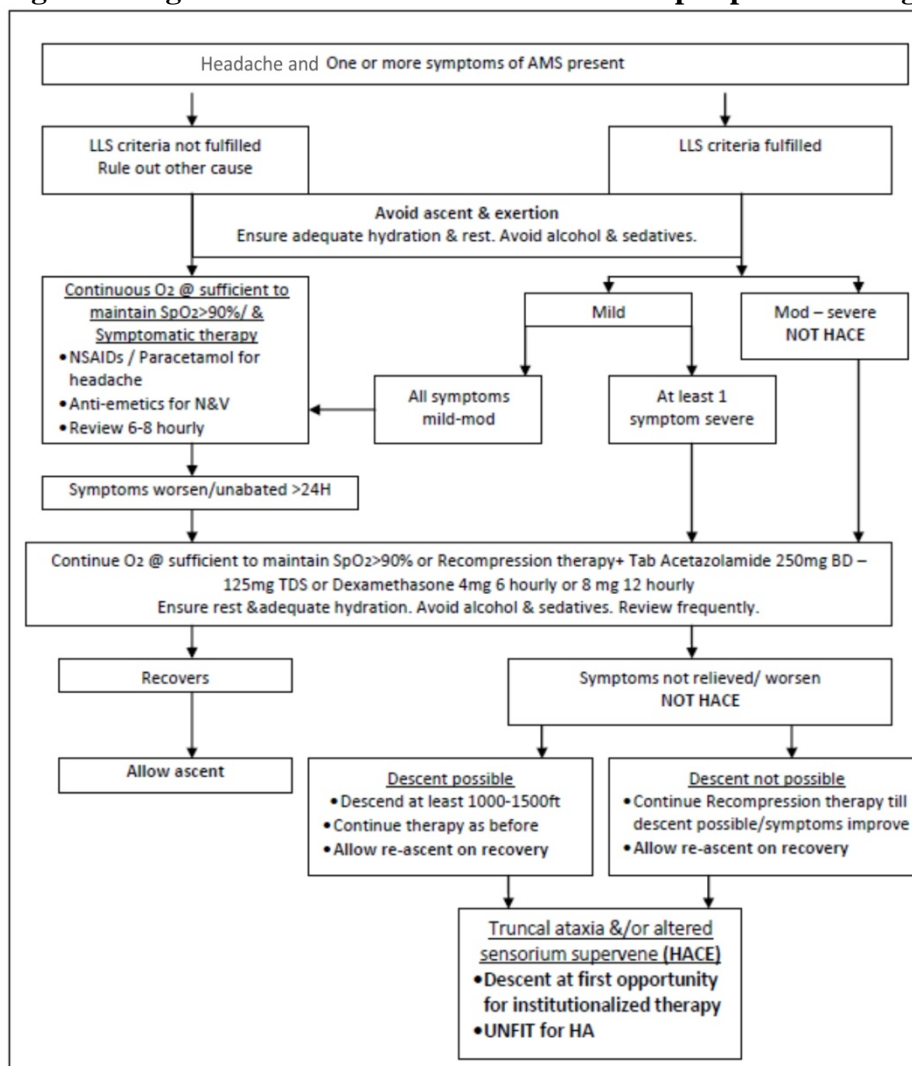 Headache and One or more symptoms of AMS present
LLS criteria not fulfilled
Rule out other cause
LLS criteria fulfilled
Avoid ascent & exertion
Ensure adequate hydration & rest. Avoid alcohol & sedatives.
Continuous O2 @ sufficient to
maintain SpO2>90%/ &
Symptomatic therapy
•NSAIDs / Paracetamol for
headache
•Anti-emetics for N&V
•Review 6-8 hourly
Mild
Mod – severe
NOT HACE
All symptoms
mild-mod
At least 1
symptom severe
Symptoms worsen/unabated >24H
Continue O2 @ sufficient to maintain SpO2>90% or Recompression therapy+ Tab Acetazolamide 250mg BD –
125mg TDS or Dexamethasone 4mg 6 hourly or 8 mg 12 hourly
Ensure rest &adequate hydration. Avoid alcohol & sedatives. Review frequently.
Recovers
Symptoms not relieved/ worsen
NOT HACE
Allow ascent
Descent possible
•Descend at least 1000-1500ft
•Continue therapy as before
•Allow re-ascent on recovery
Descent not possible
•Continue Recompression therapy till
descent possible/symptoms improve
•Allow re-ascent on recovery
Truncal ataxia &/or altered
sensorium supervene (HACE)
•Descent at first opportunity
for institutionalized therapy
•UNFIT for HA